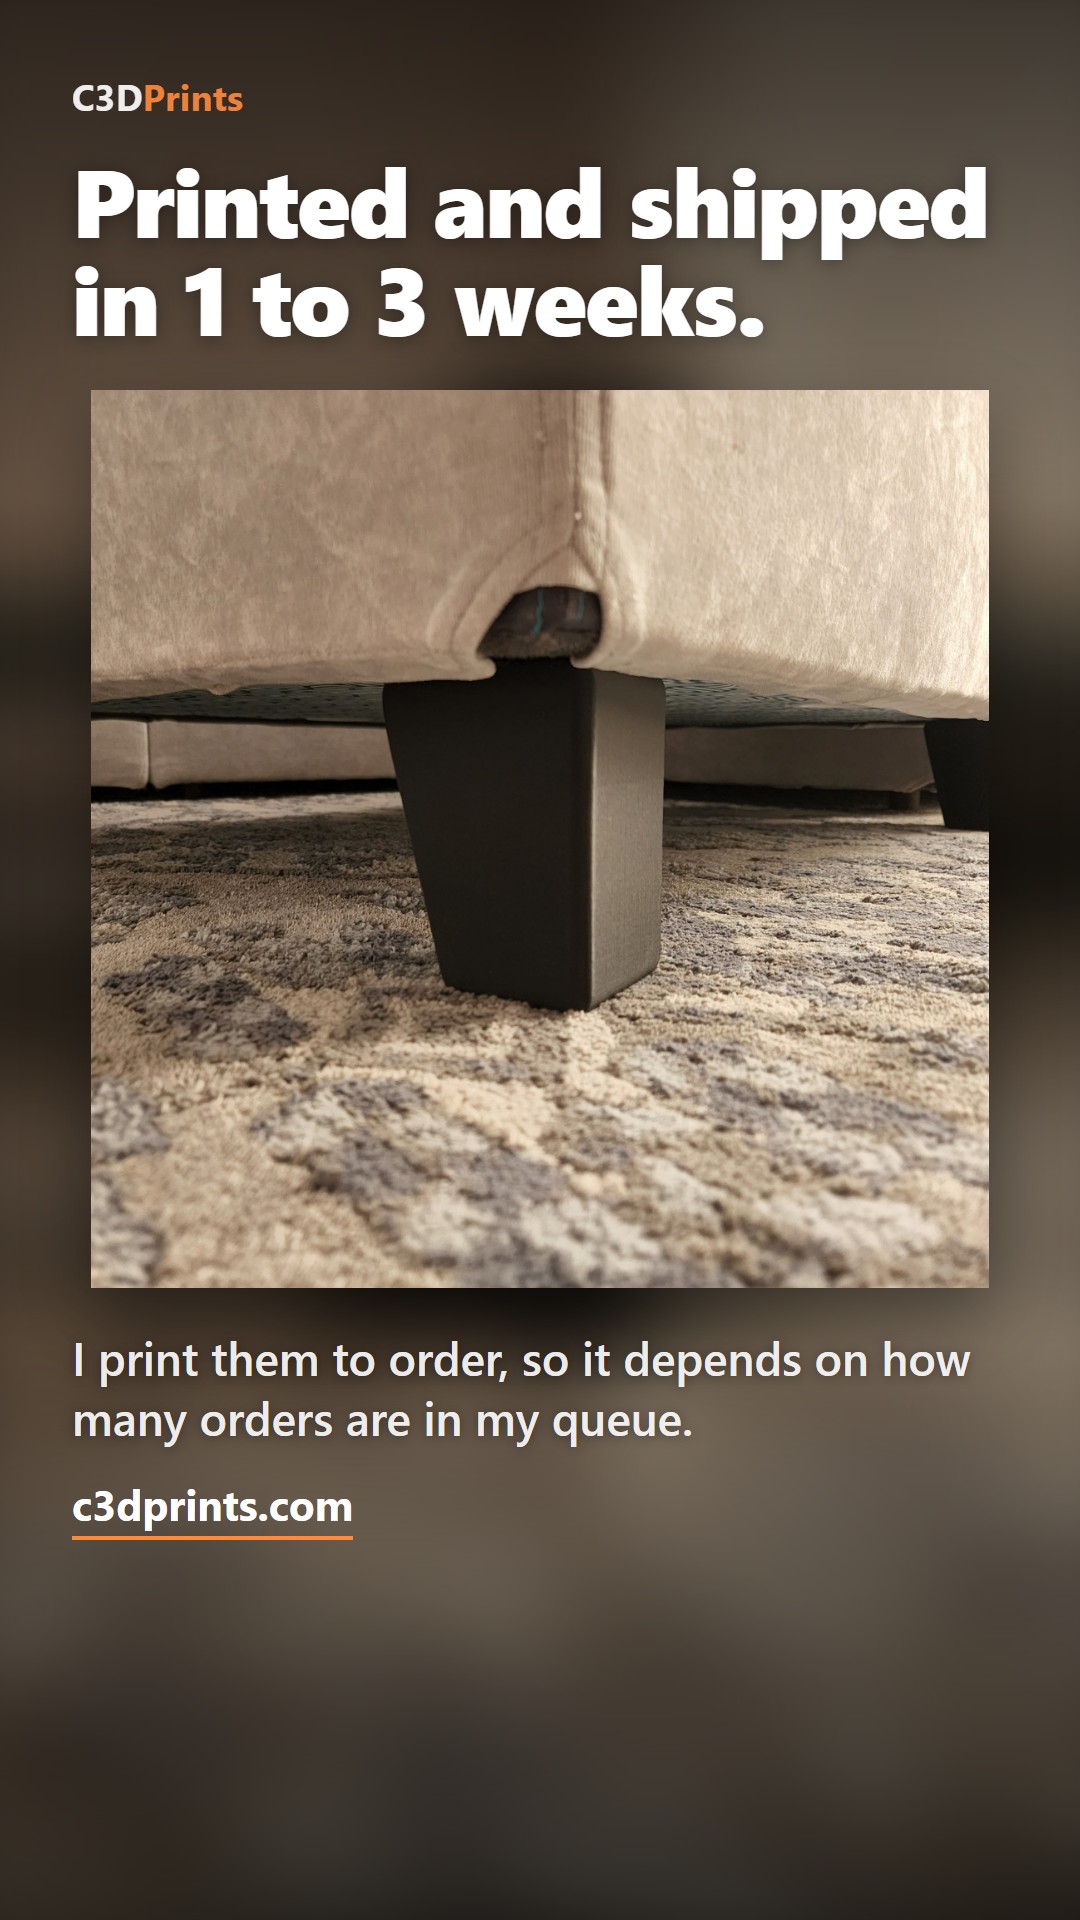 C3DPrints
Printed and shipped
in 1 to 3 weeks.
I print them to order, so it depends on how
many orders are in my queue.
c3dprints.com